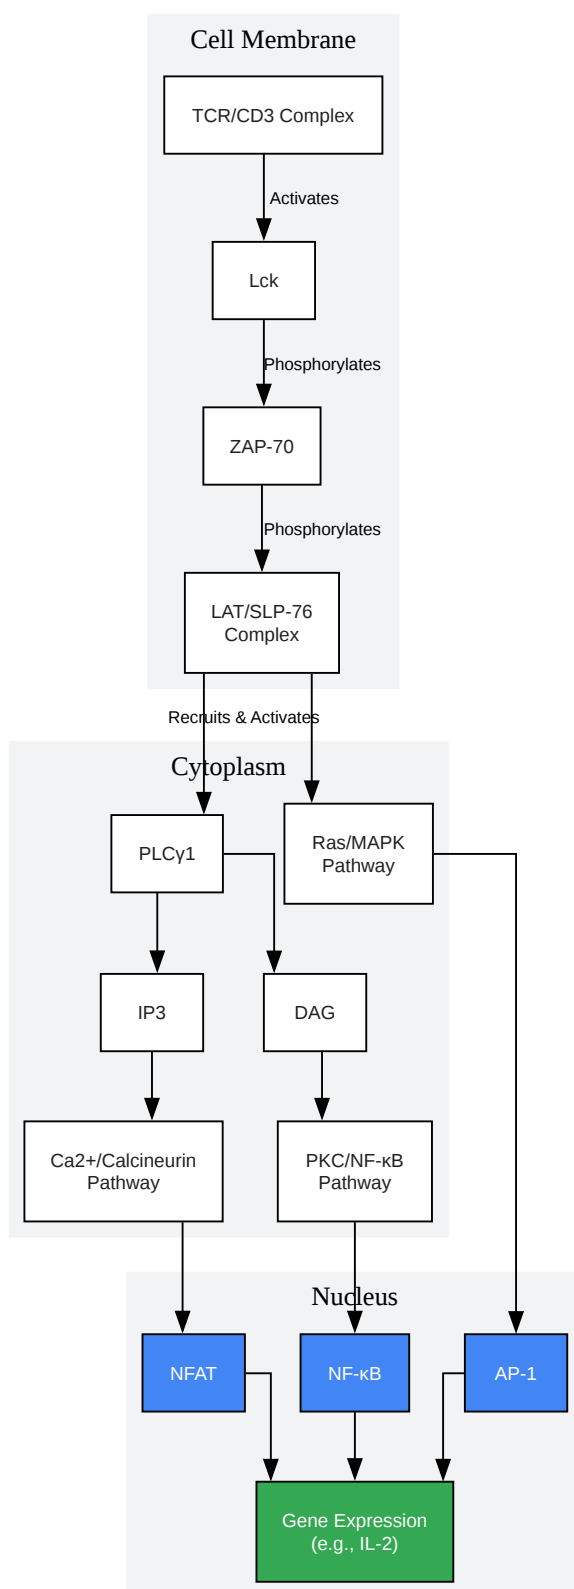 Cell Membrane
TCR/CD3 Complex
Activates
Lck
Phosphorylates
ZAP-70
Phosphorylates
LAT/SLP-76
Complex
Recruits & Activates
Cytoplasm
PLCγ1
Ras/MAPK
Pathway
IP3
DAG
Ca2+/Calcineurin
Pathway
PKC/NF-κB
Pathway
Nucleus
NFAT
NF-κB
AP-1
Gene Expression
(e.g., IL-2)